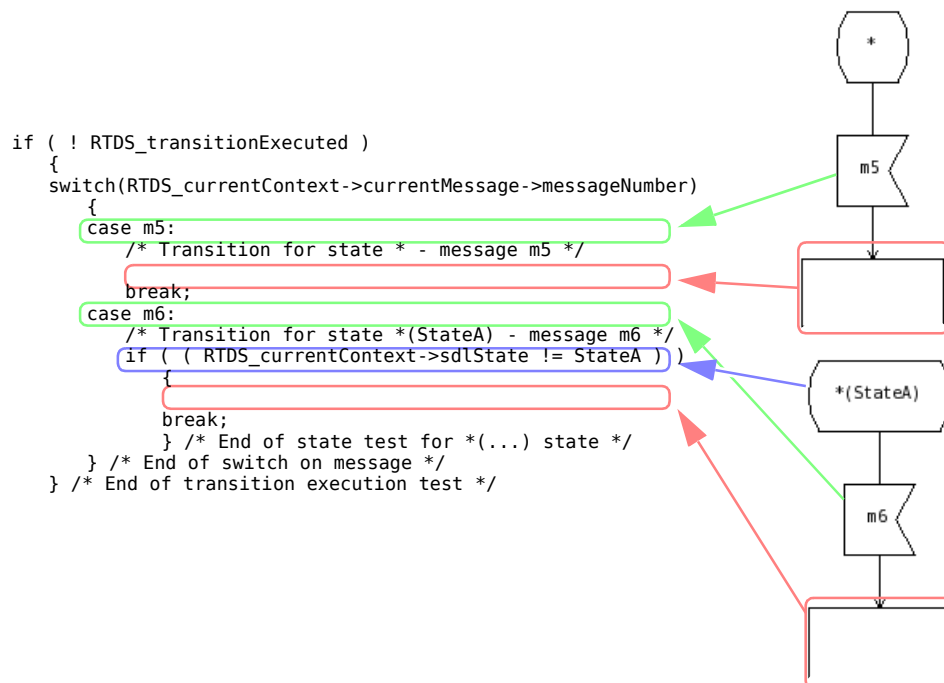 *
if ( ! RTDS_transitionExecuted )
{
m5
switch(RTDS_currentContext->currentMessage->messageNumber)
{
case m5:
/* Transition for state * - message m5 */
break;
case m6:
/* Transition for state *(StateA) - message m6 */
if ( ( RTDS_currentContext->sdlState != StateA ) )
{
*(StateA)
break;
} /* End of state test for *(...) state */
} /* End of switch on message */
} /* End of transition execution test */
m6